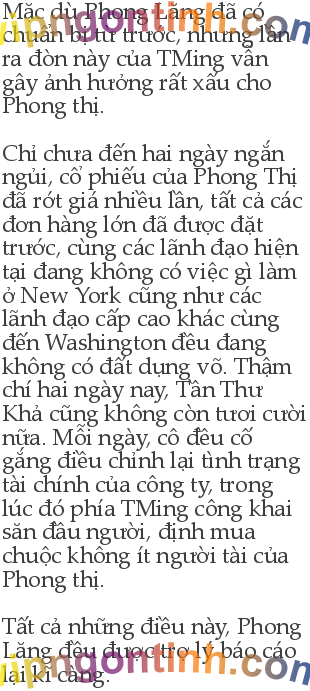 Mặc dù Phong Lăng đã có
chuẩn bị từ trước, nhưng lần
ra đòn này của TMing vẫn
gây ảnh hưởng rất xấu cho
Phong thị.
Chỉ chưa đến hai ngày ngắn
ngủi, cổ phiếu của Phong Thị
đã rớt giá nhiều lần, tất cả các
đơn hàng lớn đã được đặt
trước, cùng các lãnh đạo hiện
tại đang không có việc gì làm
ở New York cũng như các
lãnh đạo cấp cao khác cùng
đến Washington đều đang
không có đất dụng võ. Thậm
chí hai ngày nay, Tần Thư
Khả cũng không còn tươi cười
nữa. Mỗi ngày, cô đều cố
gắng điều chỉnh lại tình trạng
tài chính của công ty, trong
lúc đó phía TMing công khai
săn đầu người, định mua
chuộc không ít người tài của
Phong thị.
Tất cả những điều này, Phong
Lăng đều được trợ lý báo cáo
lại kĩ càng.